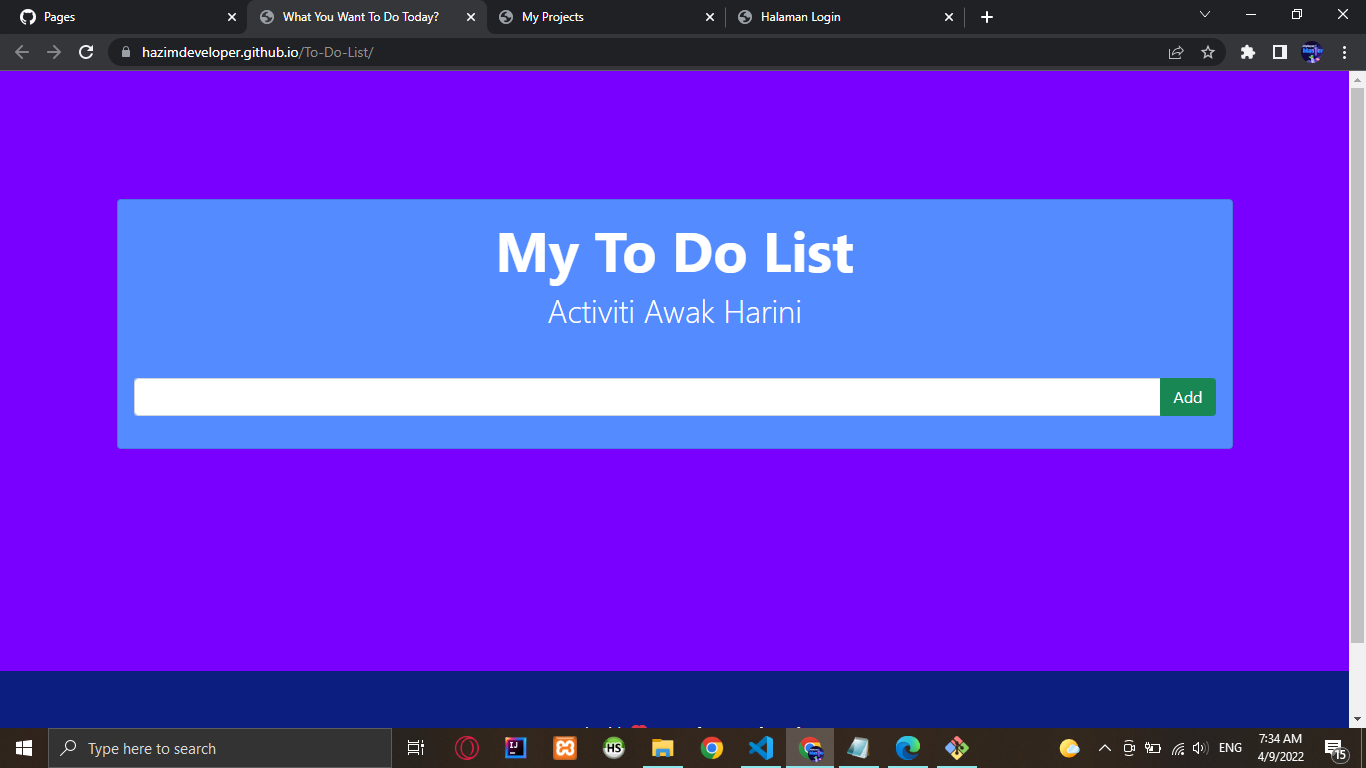 Pages
What You Want To Do Today?
My Projects
Halaman Login
hazimdeveloper.github.io/To-Do-List/
My To Do List
Activiti Awak Harini
Add
Type here to search
HS
ENG
7:34 AM
4/9/2022
15